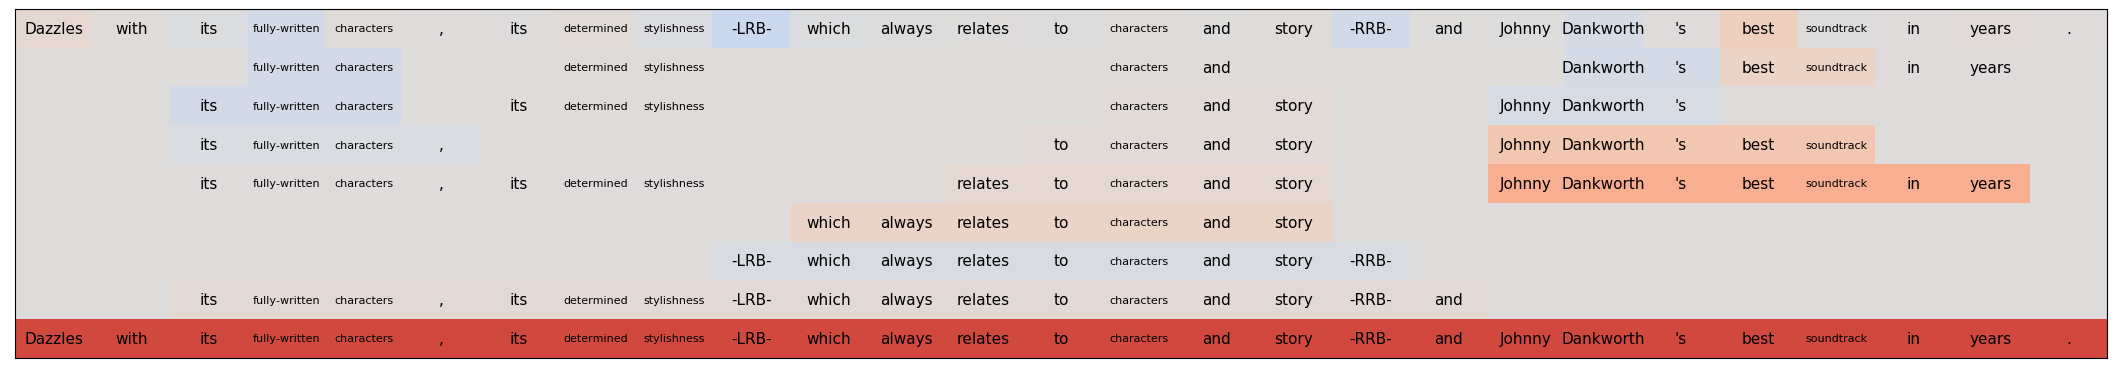 Dazzles with its fully-written characters , its determined stylishness -LRB- which always relates to characters and story -RRB- and Johnny Dankworth 's best soundtrack in years .
fully-written characters determined stylishness characters and Dankworth 's best soundtrack in years
its fully-written characters its determined stylishness characters and story Johnny Dankworth 's
its fully-written characters , to characters and story Johnny Dankworth 's best soundtrack
its fully-written characters , its determined stylishness relates to characters and story Johnny Dankworth 's best soundtrack in years
which always relates to characters and story
-LRB- which always relates to characters and story -RRB-
its fully-written characters , its determined stylishness -LRB- which always relates to characters and story -RRB- and
Dazzles with its fully-written characters , its determined stylishness -LRB- which always relates to characters and story -RRB- and Johnny Dankworth 's best soundtrack in years .